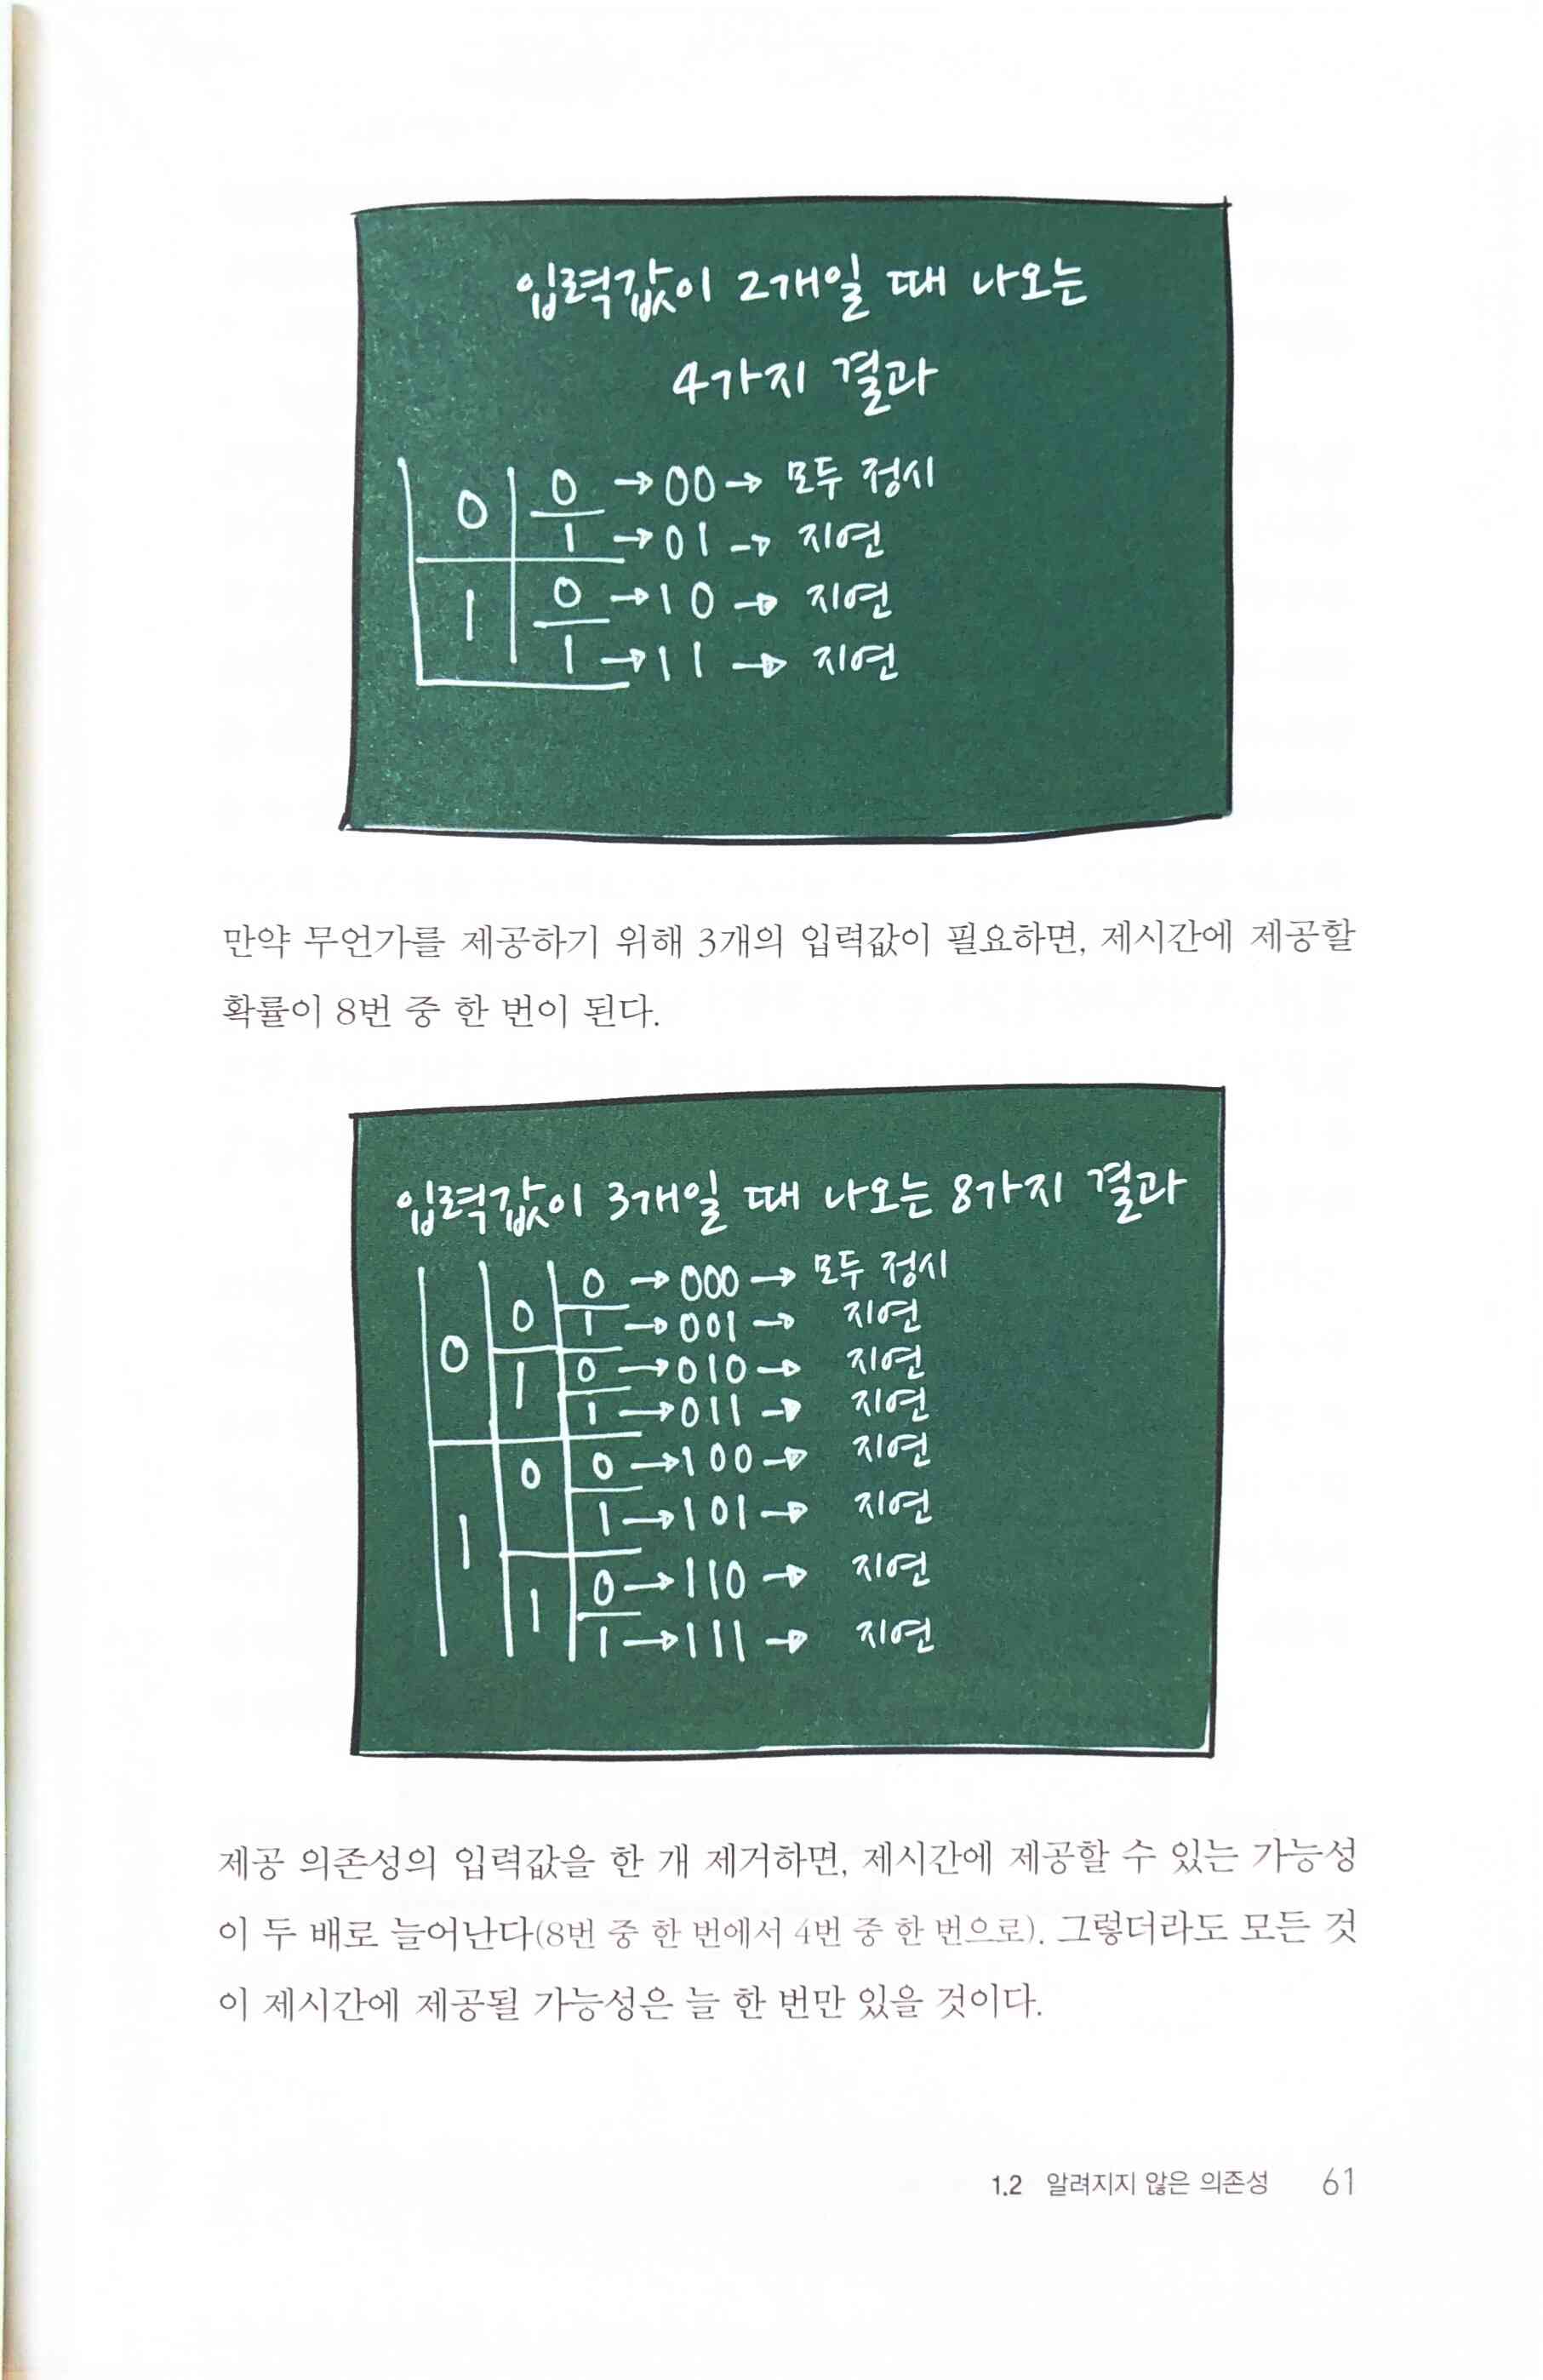 입력값이 2개일 때 나오는
4가지 결과
0 0 →00→ 모두 정시
1 →01→ 지연
1 0 →10→ 지연
1 →11→ 지연
만약 무언가를 제공하기 위해 3개의 입력값이 필요하면, 제시간에 제공할
확률이 8번 중 한 번이 된다.
입력값이 3개일 때 나오는 8가지 결과
0 0 0 →000→ 모두 정시
1 →001→ 지연
1 0 →010→ 지연
1 →011→ 지연
1 0 0 →100→ 지연
1 →101→ 지연
1 0 →110→ 지연
1 →111→ 지연
제공 의존성의 입력값을 한 개 제거하면, 제시간에 제공할 수 있는 가능성
이 두 배로 늘어난다(8번 중 한 번에서 4번 중 한 번으로). 그렇더라도 모든 것
이 제시간에 제공될 가능성은 늘 한 번만 있을 것이다.
1.2 알려지지 않은 의존성 61